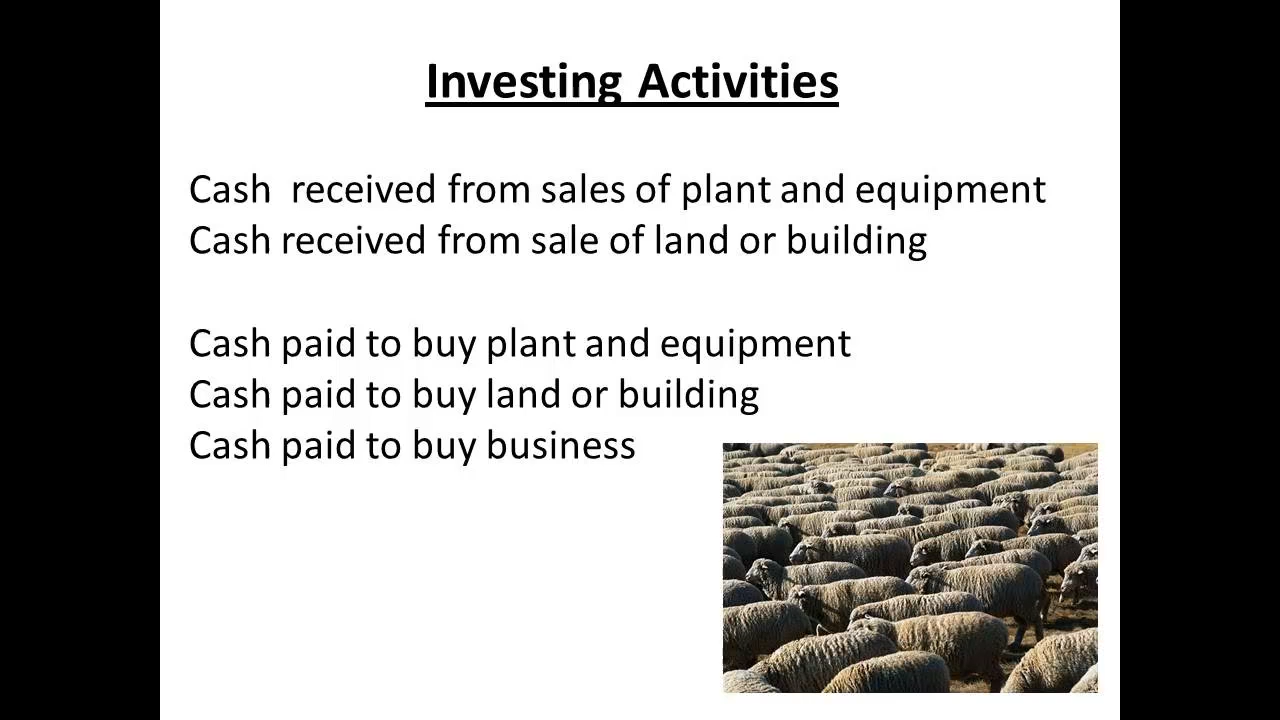 Investing Activities
Cash  received from sales of plant and equipment
Cash received from sale of land or building
Cash paid to buy plant and equipment
Cash paid to buy land or building
Cash paid to buy business